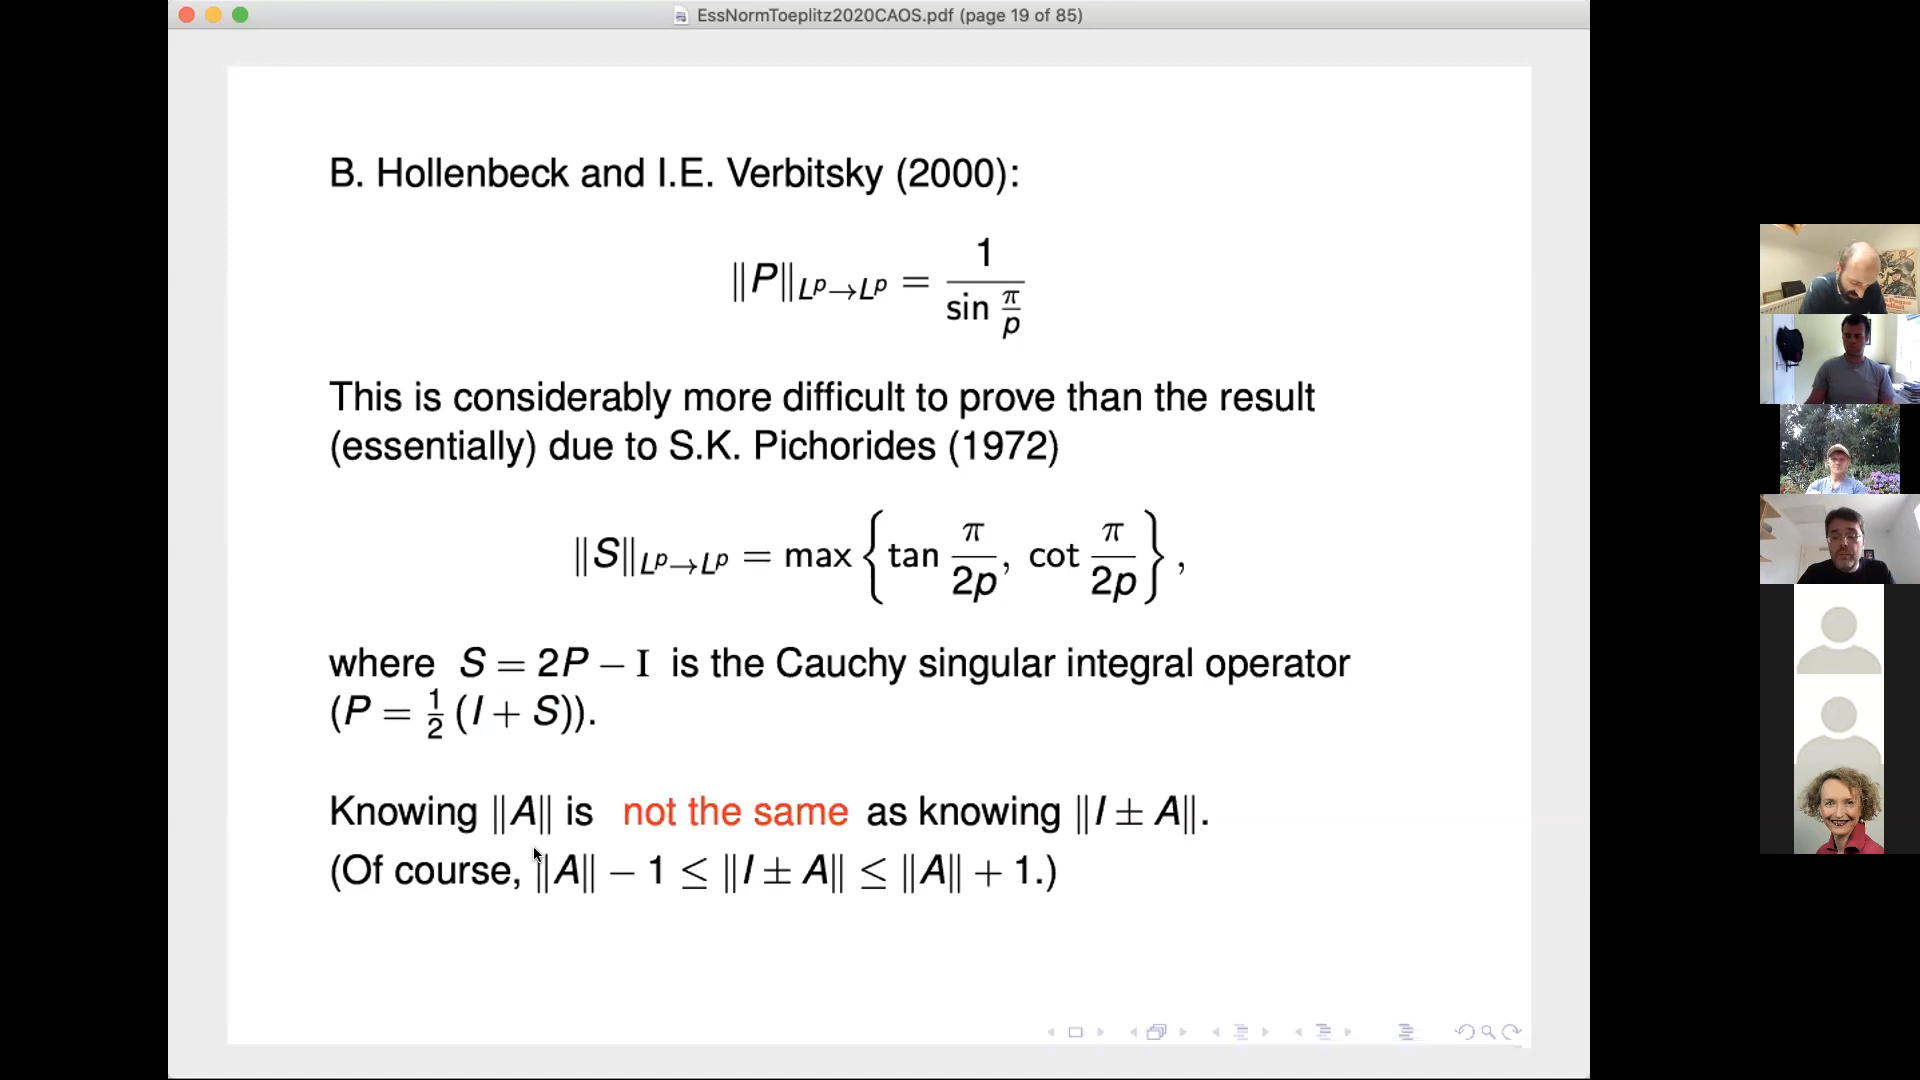 EssNormToeplitz2020CAOS.pdf (page 19 of 85)
B. Hollenbeck and I.E. Verbitsky (2000):
‖P‖_{L^p→L^p} = 1 / sin(π/p)
This is considerably more difficult to prove than the result
(essentially) due to S.K. Pichorides (1972)
‖S‖_{L^p→L^p} = max { tan π/2p, cot π/2p },
where S = 2P − I is the Cauchy singular integral operator
(P = ½ (I + S)).
Knowing ‖A‖ is not the same as knowing ‖I ± A‖.
(Of course, ‖A‖ − 1 ≤ ‖I ± A‖ ≤ ‖A‖ + 1.)